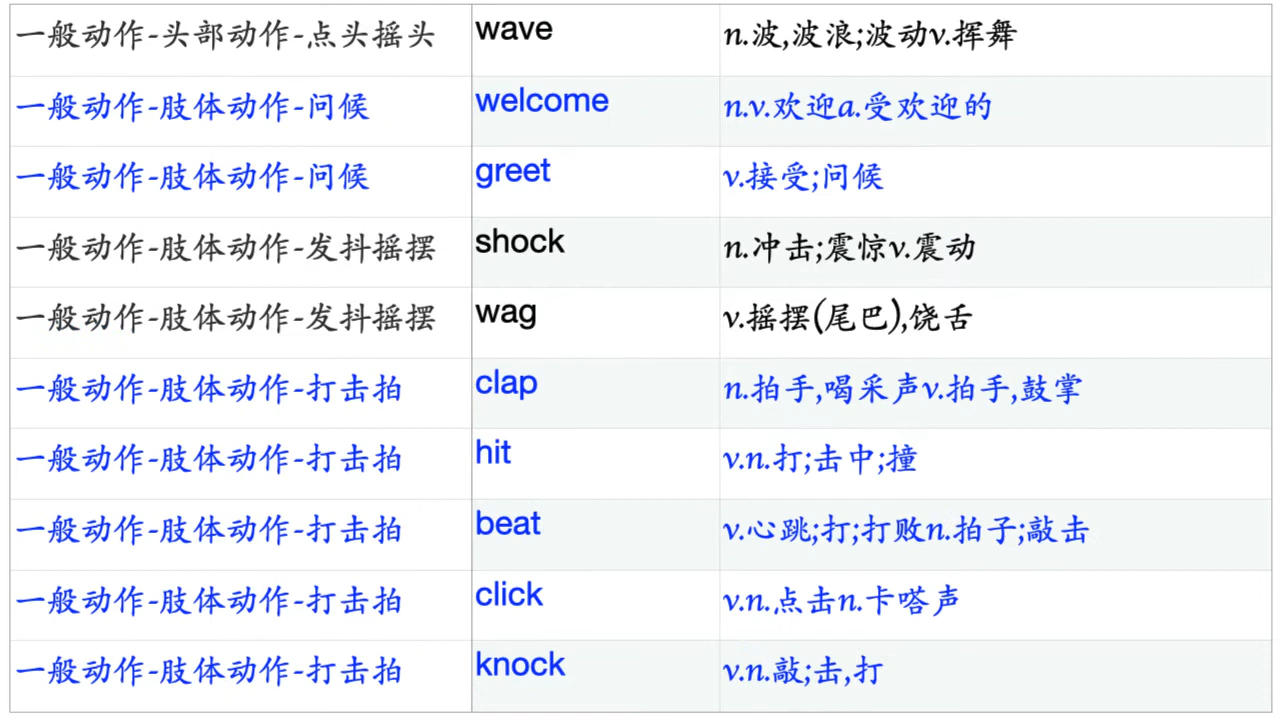 一般动作-头部动作-点头摇头 wave n.波,波浪;波动v.挥舞
一般动作-肢体动作-问候 welcome n.v.欢迎a.受欢迎的
一般动作-肢体动作-问候 greet v.接受;问候
一般动作-肢体动作-发抖摇摆 shock n.冲击;震惊v.震动
一般动作-肢体动作-发抖摇摆 wag v.摇摆(尾巴),饶舌
一般动作-肢体动作-打击拍 clap n.拍手,喝采声v.拍手,鼓掌
一般动作-肢体动作-打击拍 hit v.n.打;击中;撞
一般动作-肢体动作-打击拍 beat v.心跳;打;打败n.拍子;敲击
一般动作-肢体动作-打击拍 click v.n.点击n.卡嗒声
一般动作-肢体动作-打击拍 knock v.n.敲;击,打